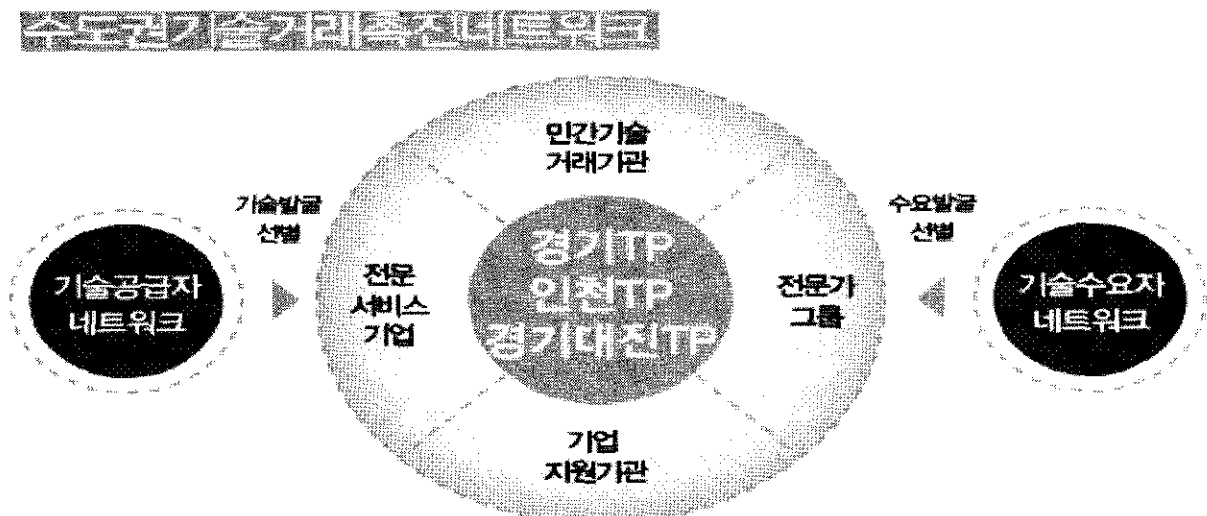 수도권기술거래촉진네트워크
민간기술
거래기관
기술발굴
선별
수요발굴
선별
기술공급자
네트워크
전문
서비스
기업
경기TP
인천TP
경기대진TP
전문가
그룹
기술수요자
네트워크
기업
지원기관